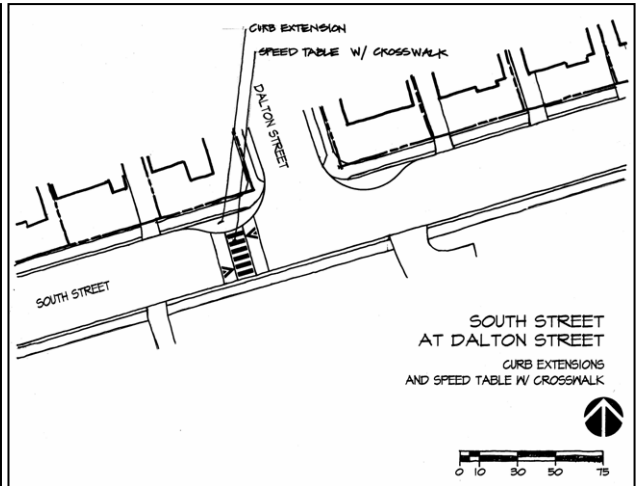 CURB EXTENSION
SPEED TABLE W/ CROSSWALK
DALTON STREET
SOUTH STREET
SOUTH STREET
AT DALTON STREET
CURB EXTENSIONS
AND SPEED TABLE W/ CROSSWALK
0 10 30 50 75